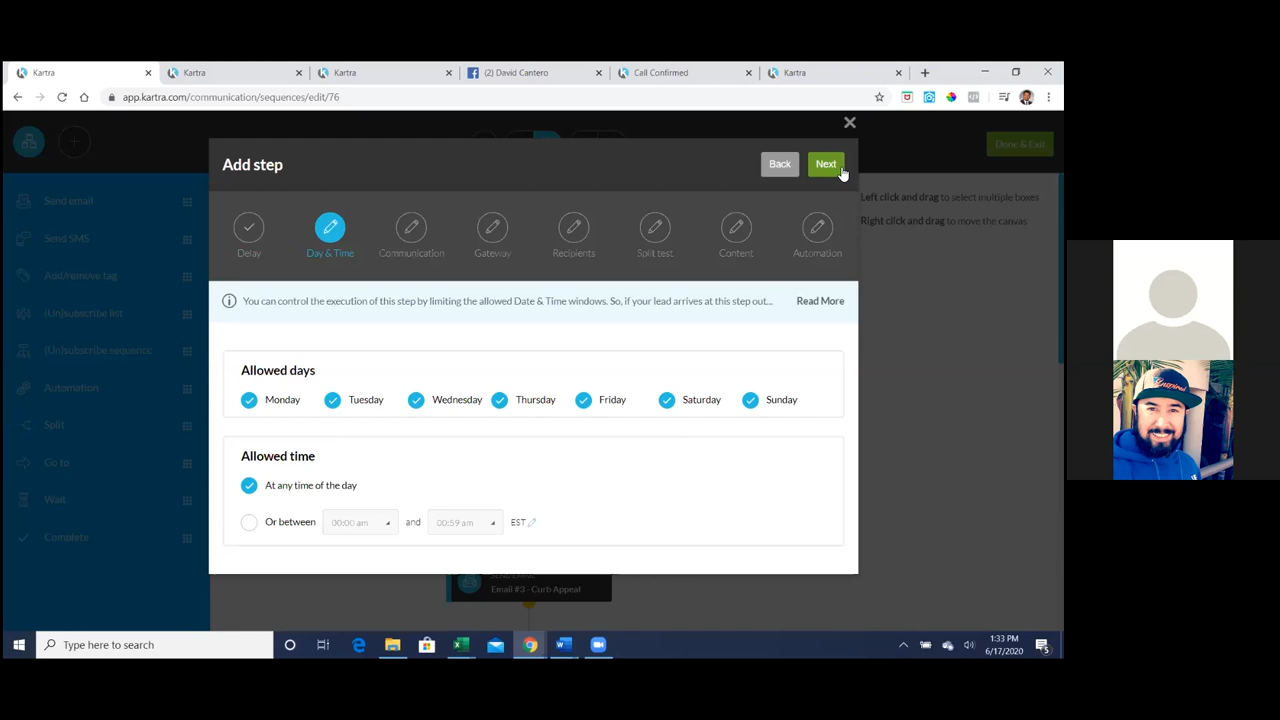 Kartra
Kartra
Kartra
(2) David Cantero
Call Confirmed
Kartra
app.kartra.com/communication/sequences/edit/76
Done & Exit
Add step
Back
Next
Send email
Send SMS
Add/remove tag
(Un)subscribe list
(Un)subscribe sequence
Automation
Split
Go to
Wait
Complete
Left click and drag to select multiple boxes
Right click and drag to move the canvas
Delay
Day & Time
Communication
Gateway
Recipients
Split test
Content
Automation
You can control the execution of this step by limiting the allowed Date & Time windows. So, if your lead arrives at this step out...
Read More
Allowed days
Monday
Tuesday
Wednesday
Thursday
Friday
Saturday
Sunday
Allowed time
At any time of the day
Or between
00:00 am
and
00:59 am
EST
Email #3 - Curb Appeal
Type here to search
1:33 PM
6/17/2020
5
Inspired